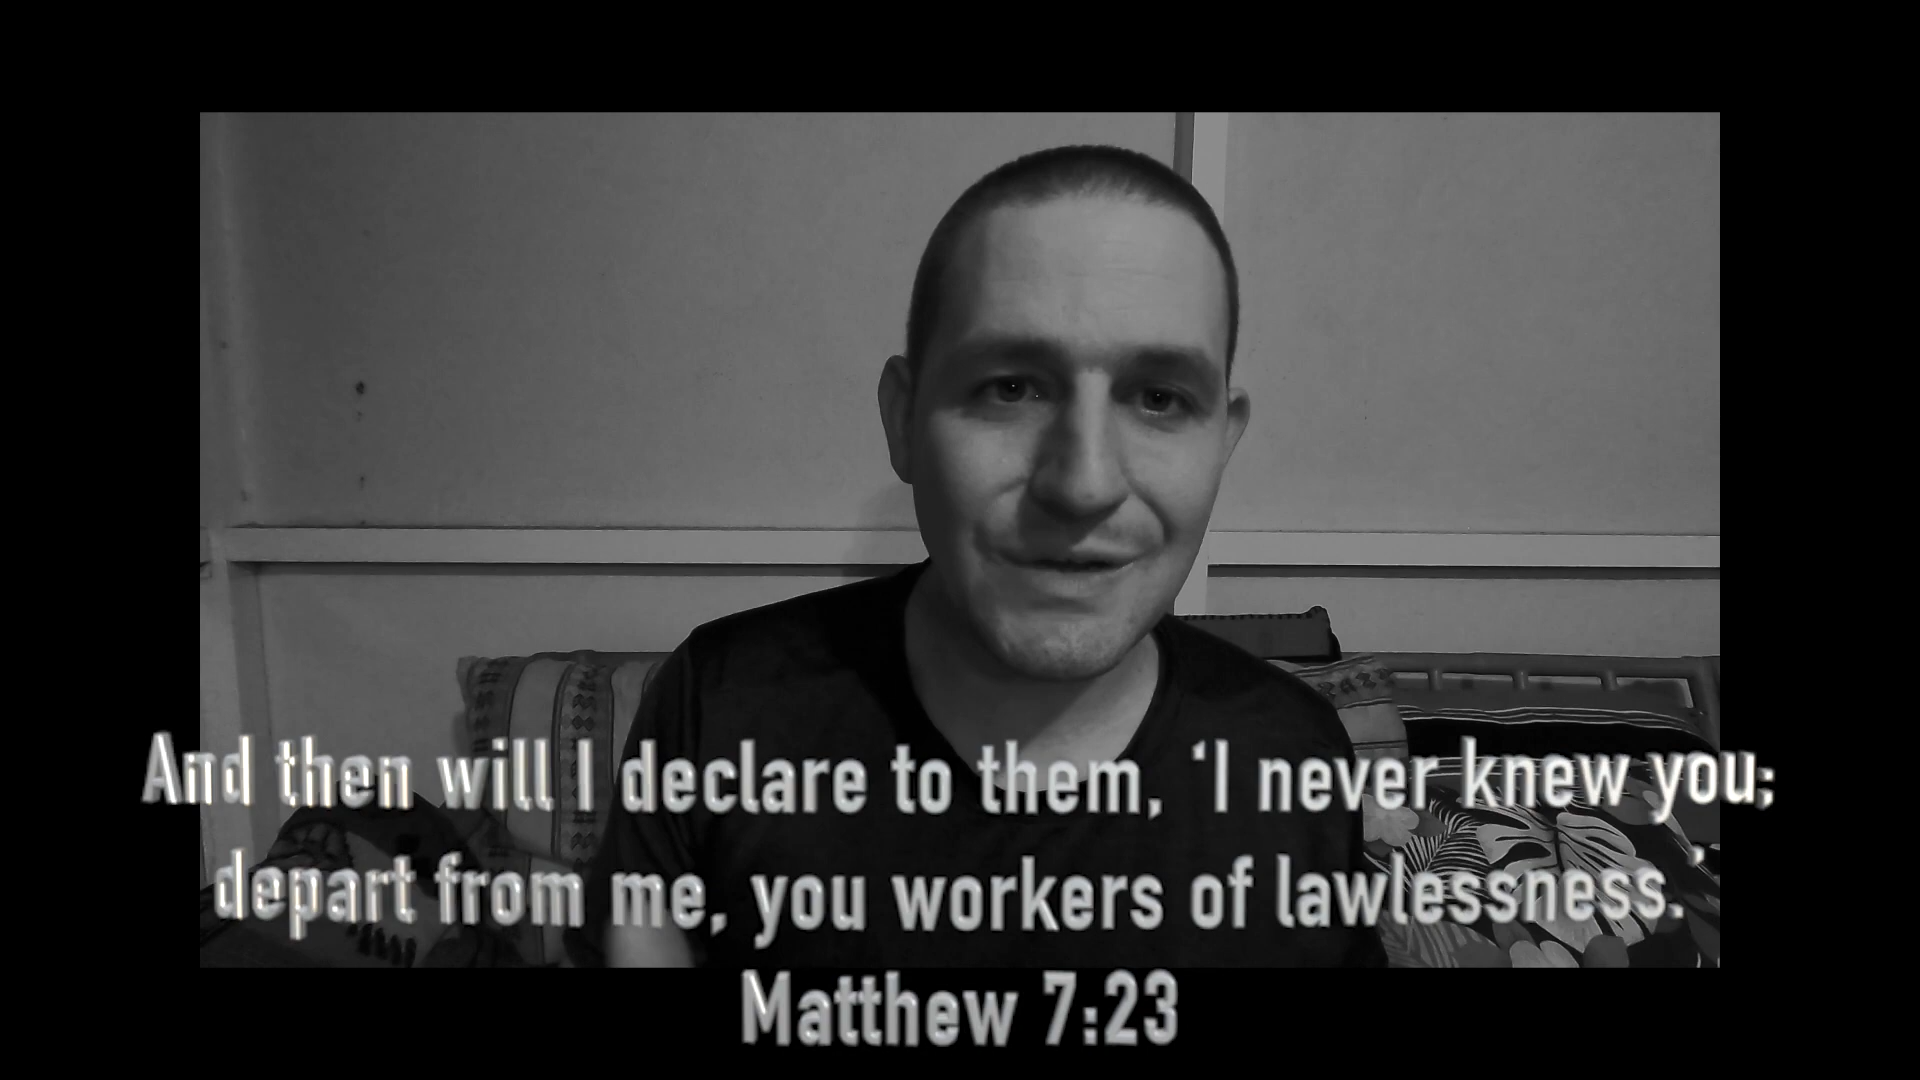 And then will I declare to them, ‘I never knew you;
depart from me, you workers of lawlessness.’
Matthew 7:23